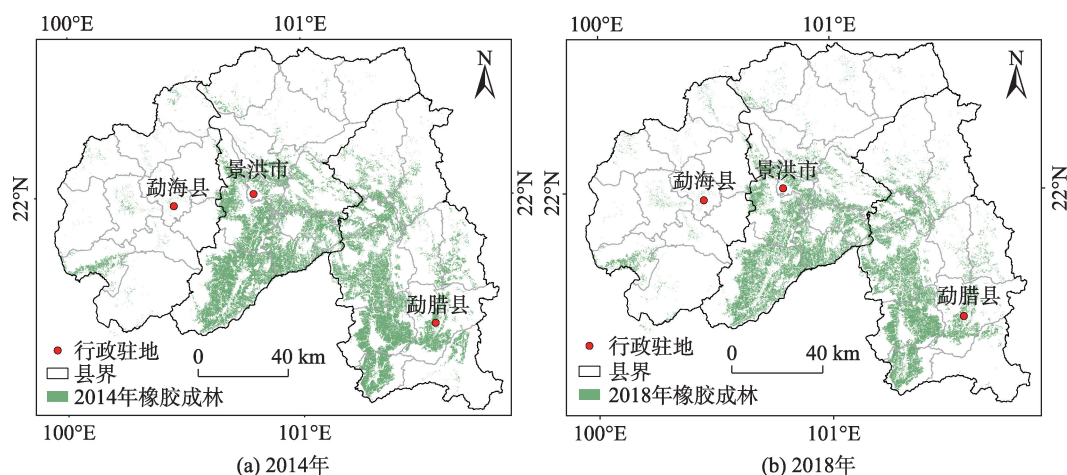 100°E
101°E
22°N
22°N
N
景洪市
勐海县
勐腊县
行政驻地
县界
2014年橡胶成林
0
40 km
100°E
101°E
(a) 2014年
100°E
101°E
22°N
22°N
N
景洪市
勐海县
勐腊县
行政驻地
县界
2018年橡胶成林
0
40 km
100°E
101°E
(b) 2018年